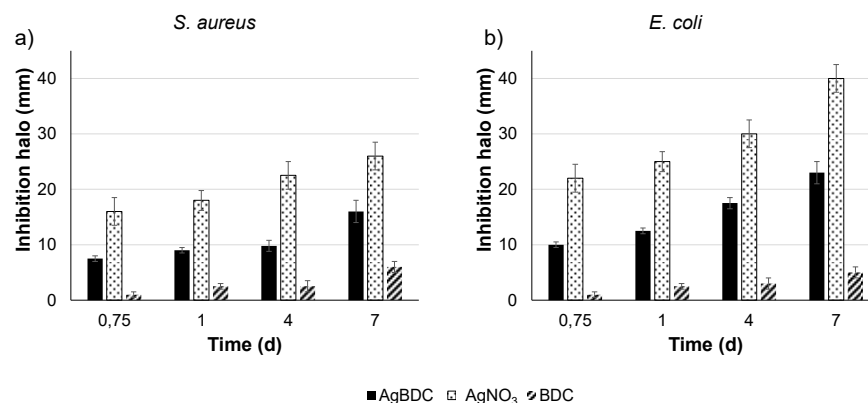 S. aureus
a)
Inhibition halo (mm)
40
30
20
10
0
0,75 1 4 7
Time (d)
E. coli
b)
Inhibition halo (mm)
40
30
20
10
0
0,75 1 4 7
Time (d)
AgBDC AgNO₃ BDC